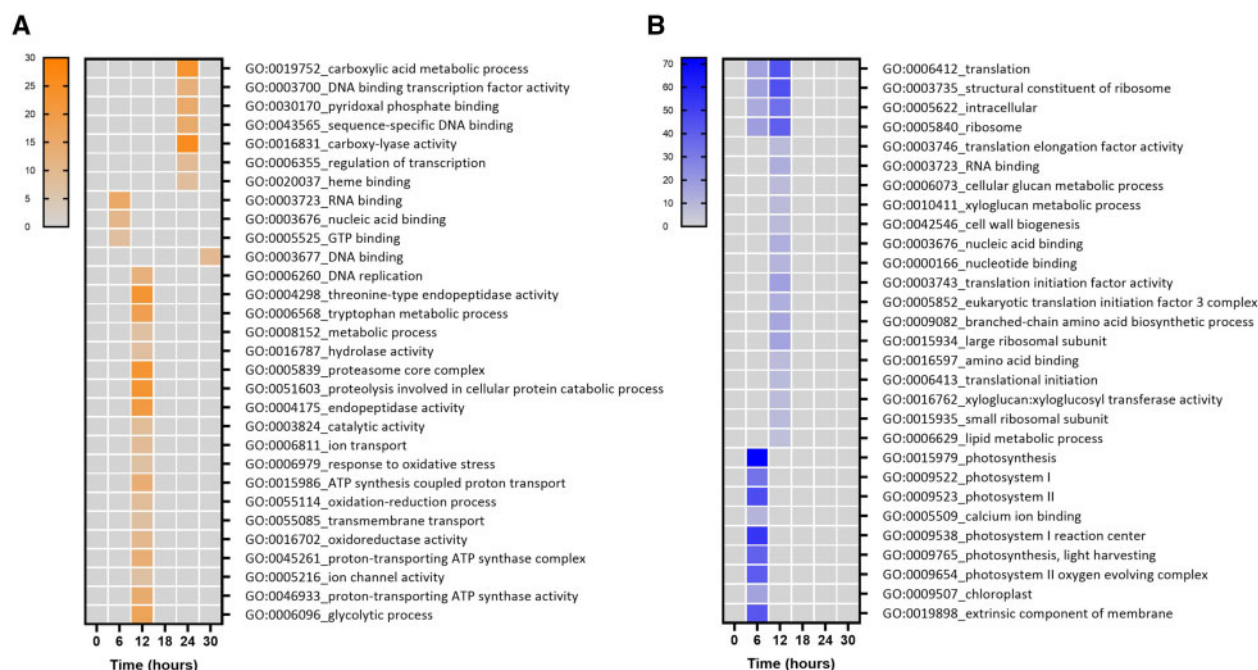 A
30
25
20
15
10
5
0
GO:0019752_carboxylic acid metabolic process
GO:0003700_DNA binding transcription factor activity
GO:0030170_pyridoxal phosphate binding
GO:0043565_sequence-specific DNA binding
GO:0016831_carboxy-lyase activity
GO:0006355_regulation of transcription
GO:0020037_heme binding
GO:0003723_RNA binding
GO:0003676_nucleic acid binding
GO:0005525_GTP binding
GO:0003677_DNA binding
GO:0006260_DNA replication
GO:0004298_threonine-type endopeptidase activity
GO:0006568_tryptophan metabolic process
GO:0008152_metabolic process
GO:0016787_hydrolase activity
GO:0005839_proteasome core complex
GO:0051603_proteolysis involved in cellular protein catabolic process
GO:0004175_endopeptidase activity
GO:0003824_catalytic activity
GO:0006811_ion transport
GO:0006979_response to oxidative stress
GO:0015986_ATP synthesis coupled proton transport
GO:0055114_oxidation-reduction process
GO:0055085_transmembrane transport
GO:0016702_oxidoreductase activity
GO:0045261_proton-transporting ATP synthase complex
GO:0005216_ion channel activity
GO:0046933_proton-transporting ATP synthase activity
GO:0006096_glycolytic process
0 6 12 18 24 30
Time (hours)
B
70
60
50
40
30
20
10
0
GO:0006412_translation
GO:0003735_structural constituent of ribosome
GO:0005622_intracellular
GO:0005840_ribosome
GO:0003746_translation elongation factor activity
GO:0003723_RNA binding
GO:0006073_cellular glucan metabolic process
GO:0010411_xyloglucan metabolic process
GO:0042546_cell wall biogenesis
GO:0003676_nucleic acid binding
GO:0000166_nucleotide binding
GO:0003743_translation initiation factor activity
GO:0005852_eukaryotic translation initiation factor 3 complex
GO:0009082_branched-chain amino acid biosynthetic process
GO:0015934_large ribosomal subunit
GO:0016597_amino acid binding
GO:0006413_translational initiation
GO:0016762_xyloglucan:xyloglucosyl transferase activity
GO:0015935_small ribosomal subunit
GO:0006629_lipid metabolic process
GO:0015979_photosynthesis
GO:0009522_photosystem I
GO:0009523_photosystem II
GO:0005509_calcium ion binding
GO:0009538_photosystem I reaction center
GO:0009765_photosynthesis, light harvesting
GO:0009654_photosystem II oxygen evolving complex
GO:0009507_chloroplast
GO:0019898_extrinsic component of membrane
0 6 12 18 24 30
Time (hours)